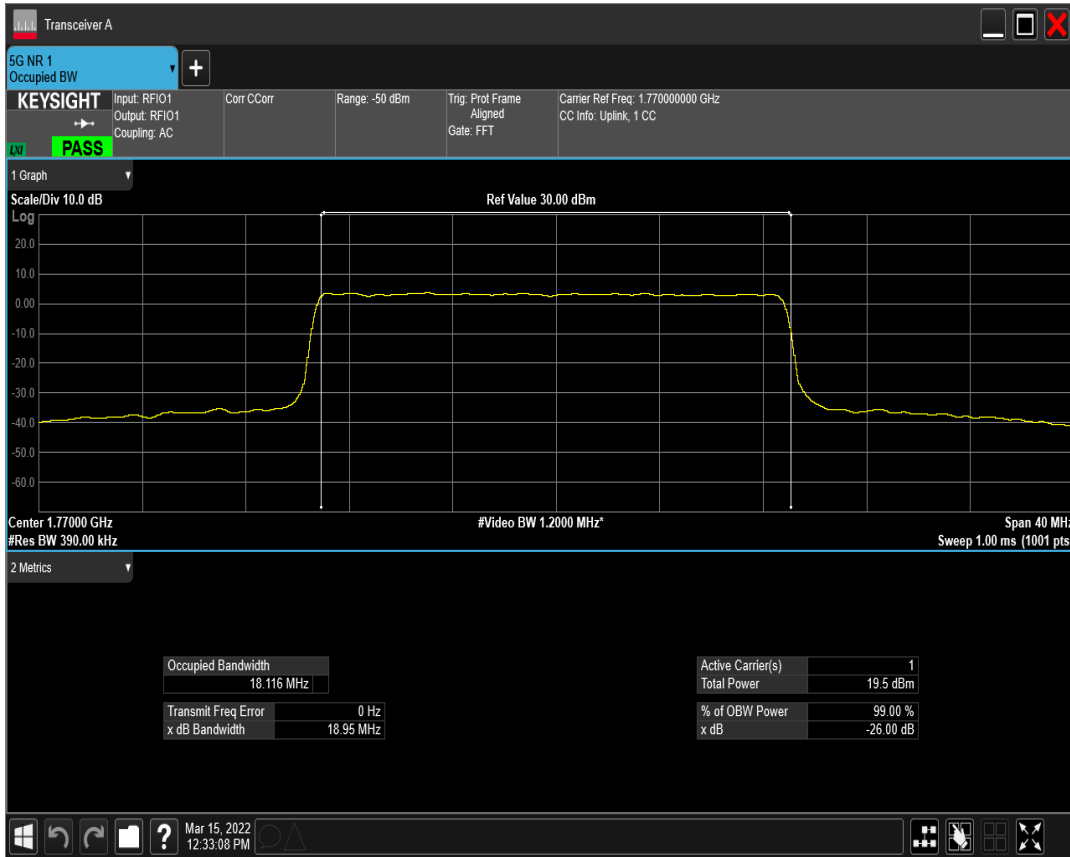 Transceiver A
5G NR 1
Occupied BW
KEYSIGHT
LXI
PASS
Input: RFIO1
Output: RFIO1
Coupling: AC
Corr CCorr
Range: -50 dBm
Trig: Prot Frame
Aligned
Gate: FFT
Carrier Ref Freq: 1.770000000 GHz
CC Info: Uplink, 1 CC
1 Graph
Scale/Div 10.0 dB
Ref Value 30.00 dBm
Log
20.0
10.0
0.00
-10.0
-20.0
-30.0
-40.0
-50.0
-60.0
Center 1.77000 GHz
#Video BW 1.2000 MHz*
Span 40 MHz
#Res BW 390.00 kHz
Sweep 1.00 ms (1001 pts
2 Metrics
Occupied Bandwidth
18.116 MHz
Transmit Freq Error 0 Hz
x dB Bandwidth 18.95 MHz
Active Carrier(s) 1
Total Power 19.5 dBm
% of OBW Power 99.00 %
x dB -26.00 dB
?
Mar 15, 2022
12:33:08 PM